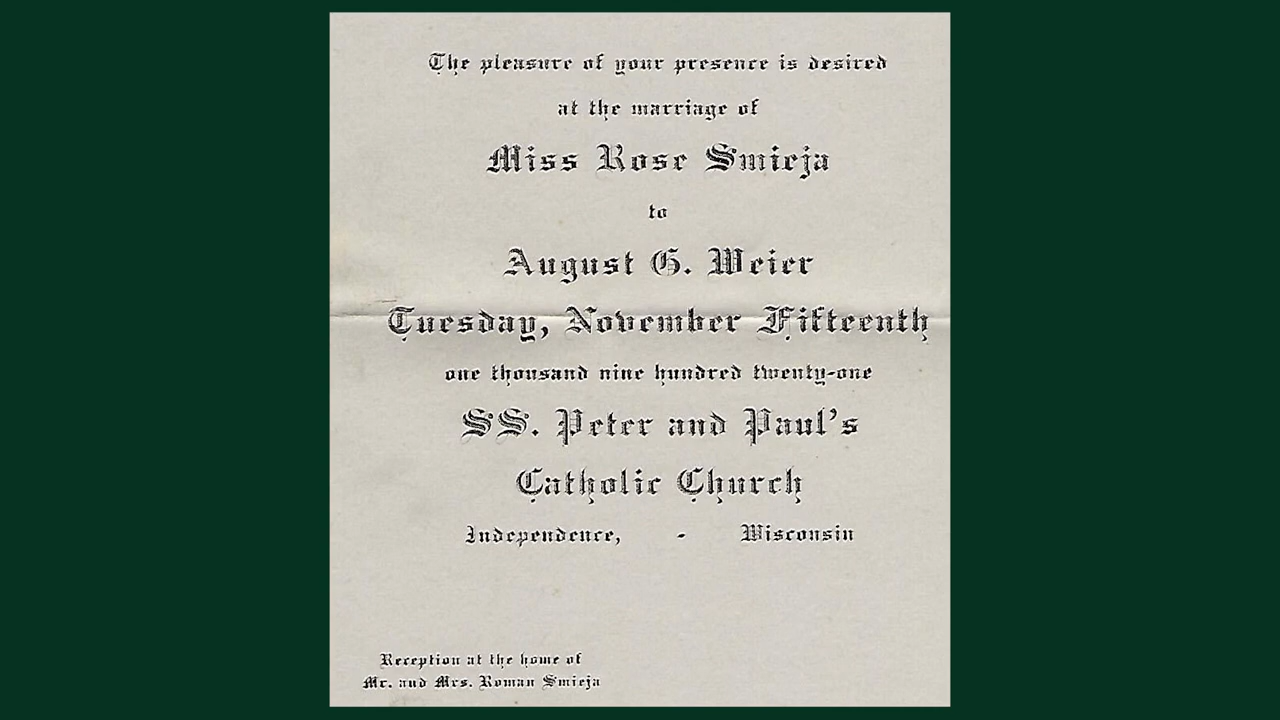 The pleasure of your presence is desired
at the marriage of
Miss Rose Smieja
to
August G. Weier
Tuesday, November Fifteenth
one thousand nine hundred twenty-one
SS. Peter and Paul's
Catholic Church
Independence, - Wisconsin
Reception at the home of
Mr. and Mrs. Roman Smieja